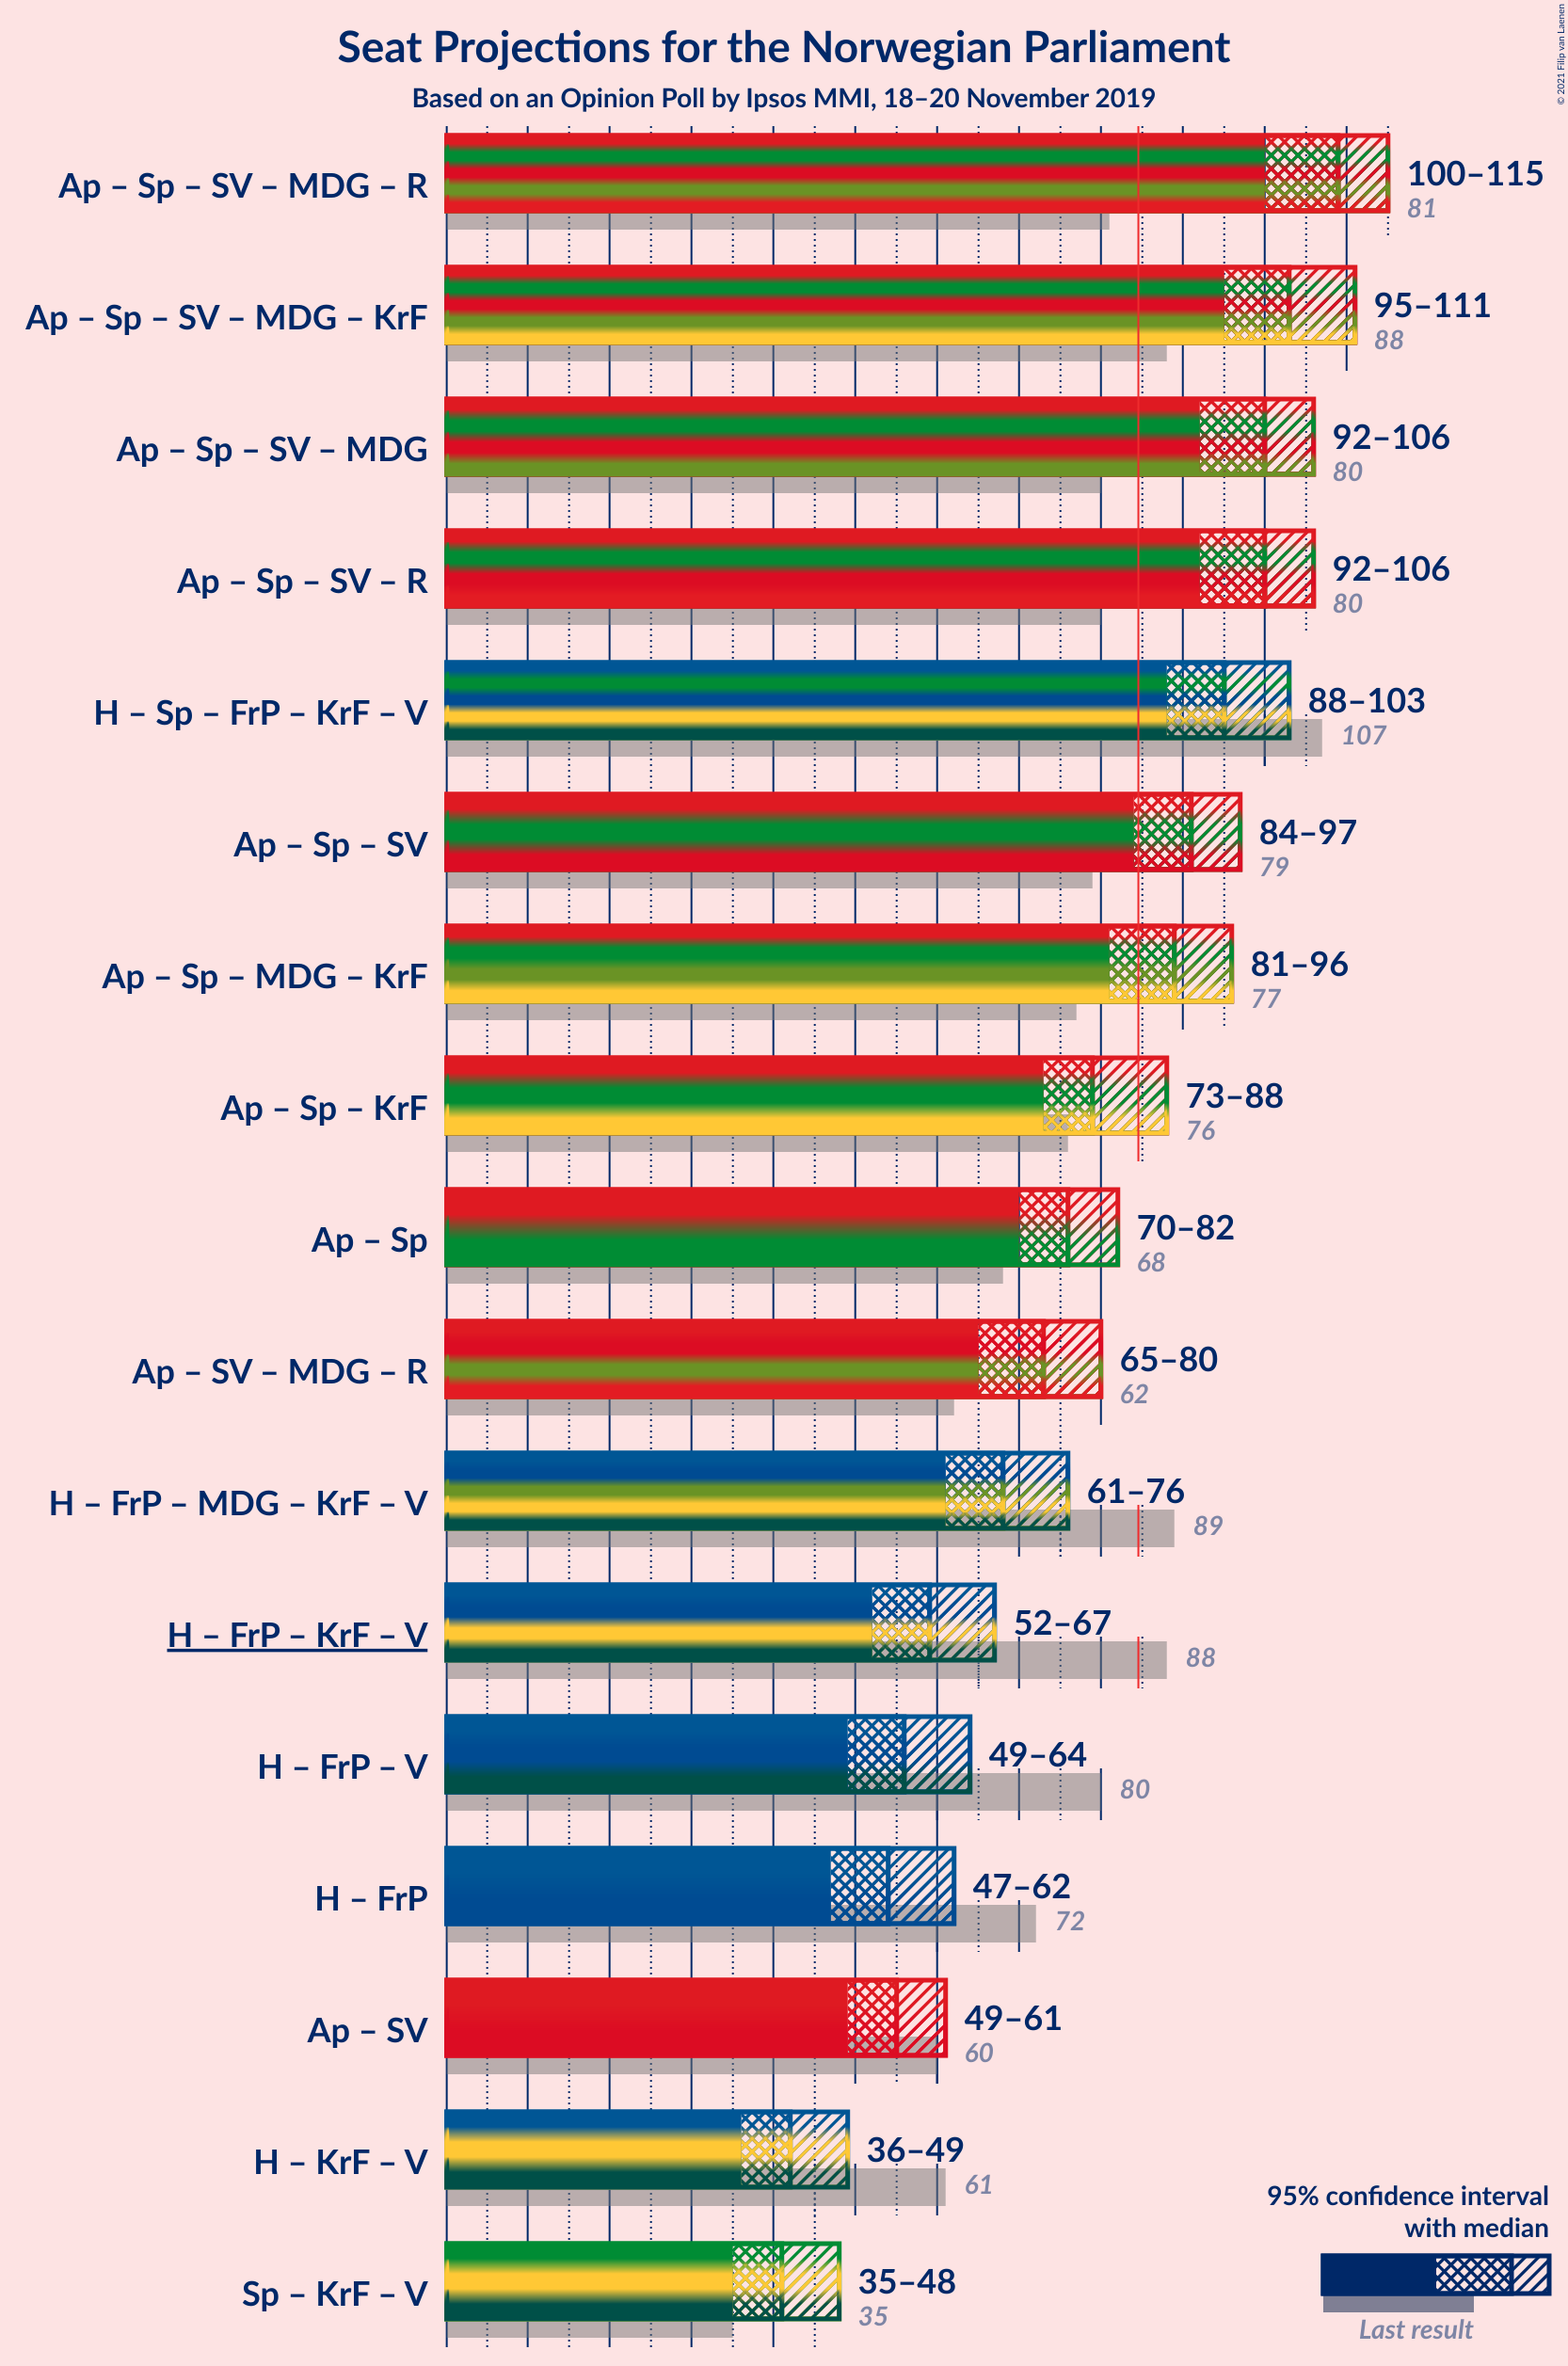 Seat Projections for the Norwegian Parliament
Based on an Opinion Poll by Ipsos MMI, 18–20 November 2019
© 2021 Filip van Laenen
Ap – Sp – SV – MDG – R
100–115
81
Ap – Sp – SV – MDG – KrF
95–111
88
Ap – Sp – SV – MDG
92–106
80
Ap – Sp – SV – R
92–106
80
H – Sp – FrP – KrF – V
88–103
107
Ap – Sp – SV
84–97
79
Ap – Sp – MDG – KrF
81–96
77
Ap – Sp – KrF
73–88
76
Ap – Sp
70–82
68
Ap – SV – MDG – R
65–80
62
H – FrP – MDG – KrF – V
61–76
89
H – FrP – KrF – V
52–67
88
H – FrP – V
49–64
80
H – FrP
47–62
72
Ap – SV
49–61
60
H – KrF – V
36–49
61
Sp – KrF – V
35–48
35
95% confidence interval
with median
Last result